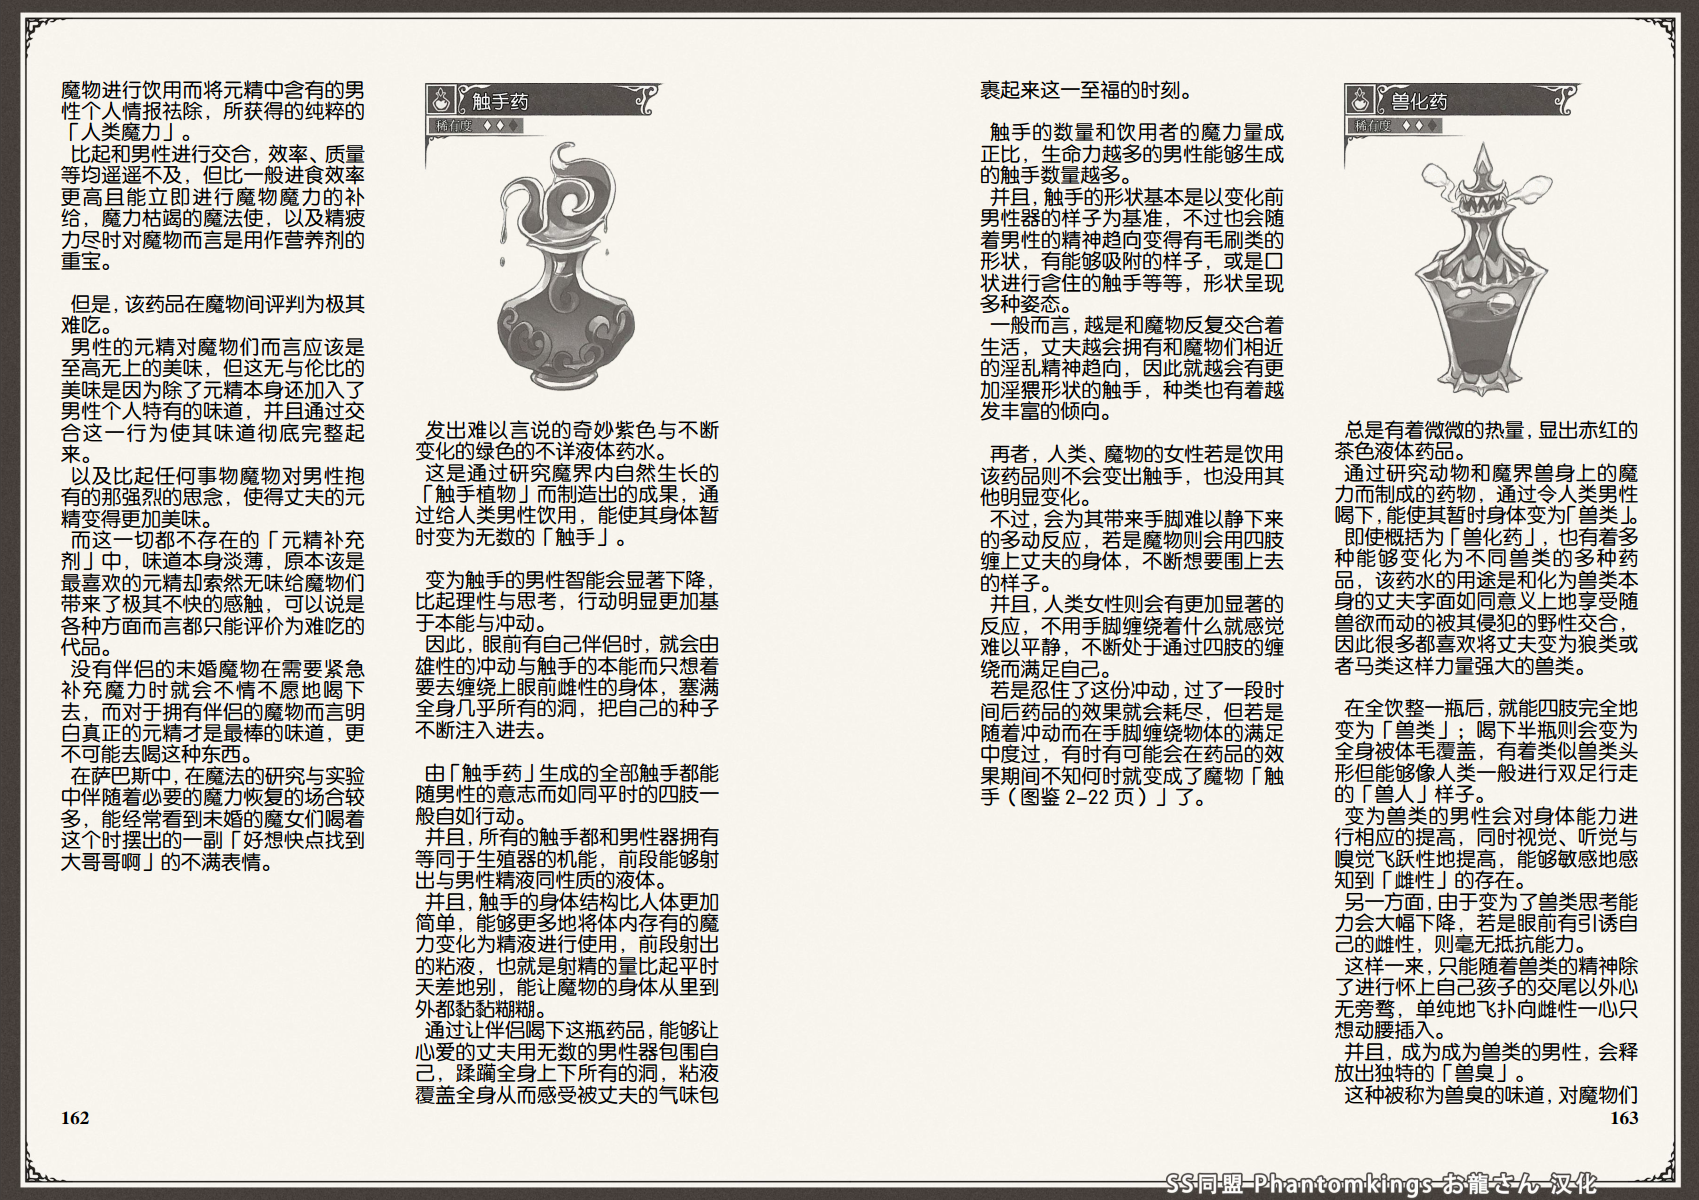 魔物进行饮用而将元精中含有的男
性个人情报祛除，所获得的纯粹的
「人类魔力」。
比起和男性进行交合，效率、质量
等均遥遥不及，但比一般进食效率
更高且能立即进行魔物魔力的补
给，魔力枯竭的魔法使，以及精疲
力尽时对魔物而言是用作营养剂的
重宝。
但是，该药品在魔物间评判为极其
难吃。
男性的元精对魔物们而言应该是
至高无上的美味，但这无与伦比的
美味是因为除了元精本身还加入了
男性个人特有的味道，并且通过交
合这一行为使其味道彻底完整起
来。
以及比起任何事物魔物对男性抱
有的那强烈的思念，使得丈夫的元
精变得更加美味。
而这一切都不存在的「元精补充
剂」中，味道本身淡薄，原本该是
最喜欢的元精却索然无味给魔物们
带来了极其不快的感触，可以说是
各种方面而言都只能评价为难吃的
代品。
没有伴侣的未婚魔物在需要紧急
补充魔力时就会不情不愿地喝下
去，而对于拥有伴侣的魔物而言明
白真正的元精才是最棒的味道，更
不可能去喝这种东西。
在萨巴斯中，在魔法的研究与实验
中伴随着必要的魔力恢复的场合较
多，能经常看到未婚的魔女们喝着
这个时摆出的一副「好想快点找到
大哥哥啊」的不满表情。
162
触手药
稀有度
发出难以言说的奇妙紫色与不断
变化的绿色的不详液体药水。
这是通过研究魔界内自然生长的
「触手植物」而制造出的成果，通
过给人类男性饮用，能使其身体暂
时变为无数的「触手」。
变为触手的男性智能会显著下降，
比起理性与思考，行动明显更加基
于本能与冲动。
因此，眼前有自己伴侣时，就会由
雄性的冲动与触手的本能而只想着
要去缠绕上眼前雌性的身体，塞满
全身几乎所有的洞，把自己的种子
不断注入进去。
由「触手药」生成的全部触手都能
随男性的意志而如同平时的四肢一
般自如行动。
并且，所有的触手都和男性器拥有
等同于生殖器的机能，前段能够射
出与男性精液同性质的液体。
并且，触手的身体结构比人体更加
简单，能够更多地将体内存有的魔
力变化为精液进行使用，前段射出
的粘液，也就是射精的量比起平时
天差地别，能让魔物的身体从里到
外都黏黏糊糊。
通过让伴侣喝下这瓶药品，能够让
心爱的丈夫用无数的男性器包围自
己，蹂躏全身上下所有的洞，粘液
覆盖全身从而感受被丈夫的气味包
裹起来这一至福的时刻。
触手的数量和饮用者的魔力量成
正比，生命力越多的男性能够生成
的触手数量越多。
并且，触手的形状基本是以变化前
男性器的样子为基准，不过也会随
着男性的精神趋向变得有毛刷类的
形状，有能够吸附的样子，或是口
状进行含住的触手等等，形状呈现
多种姿态。
一般而言，越是和魔物反复交合着
生活，丈夫越会拥有和魔物们相近
的淫乱精神趋向，因此就越会有更
加淫猥形状的触手，种类也有着越
发丰富的倾向。
再者，人类、魔物的女性若是饮用
该药品则不会变出触手，也没用其
他明显变化。
不过，会为其带来手脚难以静下来
的多动反应，若是魔物则会用四肢
缠上丈夫的身体，不断想要围上去
的样子。
并且，人类女性则会有更加显著的
反应，不用手脚缠绕着什么就感觉
难以平静，不断处于通过四肢的缠
绕而满足自己。
若是忍住了这份冲动，过了一段时
间后药品的效果就会耗尽，但若是
随着冲动而在手脚缠绕物体的满足
中度过，有时有可能会在药品的效
果期间不知何时就变成了魔物「触
手（图鉴 2-22 页）」了。
兽化药
稀有度
总是有着微微的热量，显出赤红的
茶色液体药品。
通过研究动物和魔界兽身上的魔
力而制成的药物，通过令人类男性
喝下，能使其暂时身体变为「兽类」。
即使概括为「兽化药」，也有着多
种能够变化为不同兽类的多种药
品，该药水的用途是和化为兽类本
身的丈夫字面如同意义上地享受随
兽欲而动的被其侵犯的野性交合，
因此很多都喜欢将丈夫变为狼类或
者马类这样力量强大的兽类。
在全饮整一瓶后，就能四肢完全地
变为「兽类」；喝下半瓶则会变为
全身被体毛覆盖，有着类似兽类头
形但能够像人类一般进行双足行走
的「兽人」样子。
变为兽类的男性会对身体能力进
行相应的提高，同时视觉、听觉与
嗅觉飞跃性地提高，能够敏感地感
知到「雌性」的存在。
另一方面，由于变为了兽类思考能
力会大幅下降，若是眼前有引诱自
己的雌性，则毫无抵抗能力。
这样一来，只能随着兽类的精神除
了进行怀上自己孩子的交尾以外心
无旁骛，单纯地飞扑向雌性一心只
想动腰插入。
并且，成为成为兽类的男性，会释
放出独特的「兽臭」。
这种被称为兽臭的味道，对魔物们
163
SS同盟 Phantomkings お龍さん 汉化